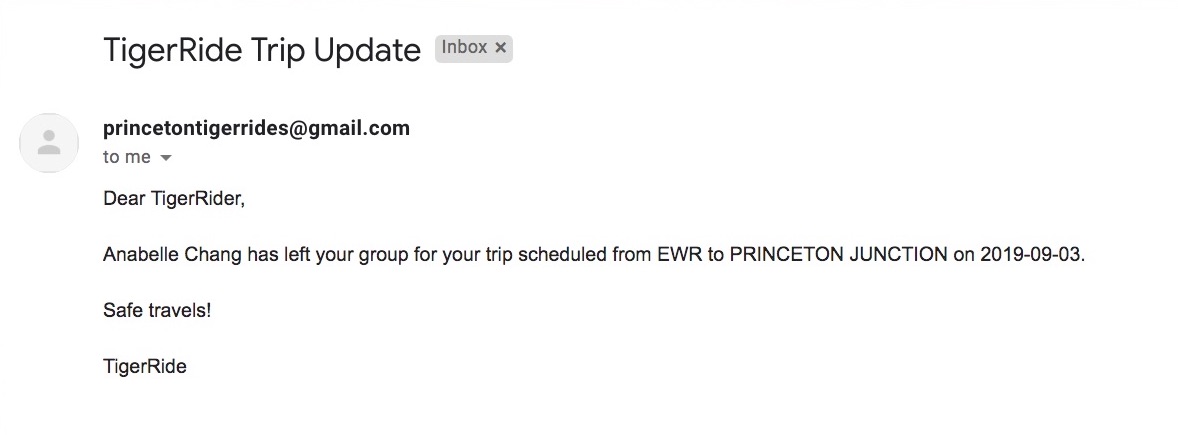 TigerRide Trip Update Inbox ×
princetontigerrides@gmail.com
to me
Dear TigerRider,
Anabelle Chang has left your group for your trip scheduled from EWR to PRINCETON JUNCTION on 2019-09-03.
Safe travels!
TigerRide